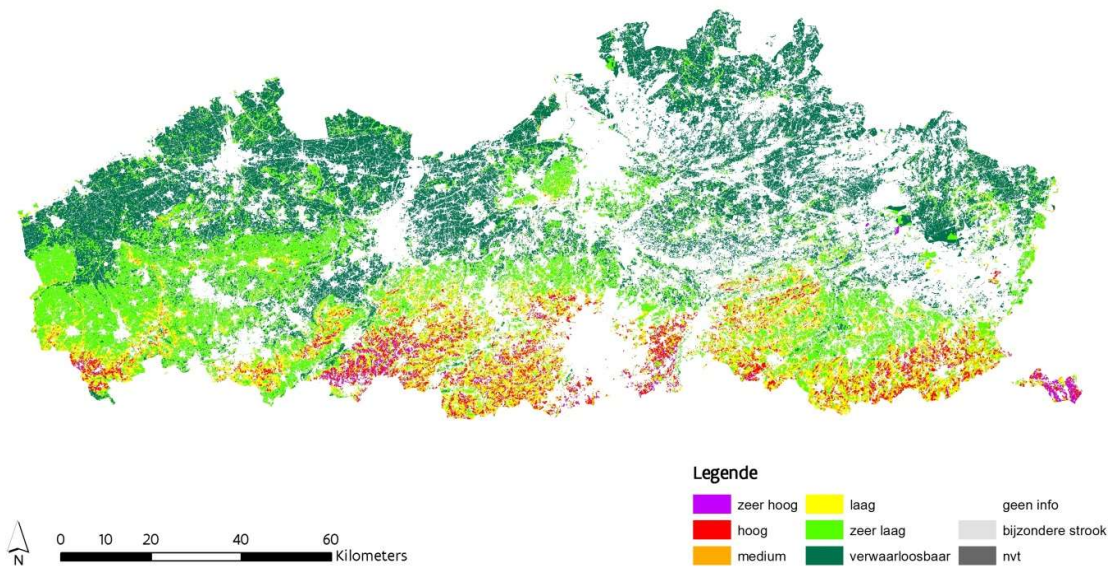 Legende
zeer hoog
laag
geen info
hoog
zeer laag
bijzondere strook
medium
verwaarloosbaar
nvt
N
0 10 20 40 60
Kilometers